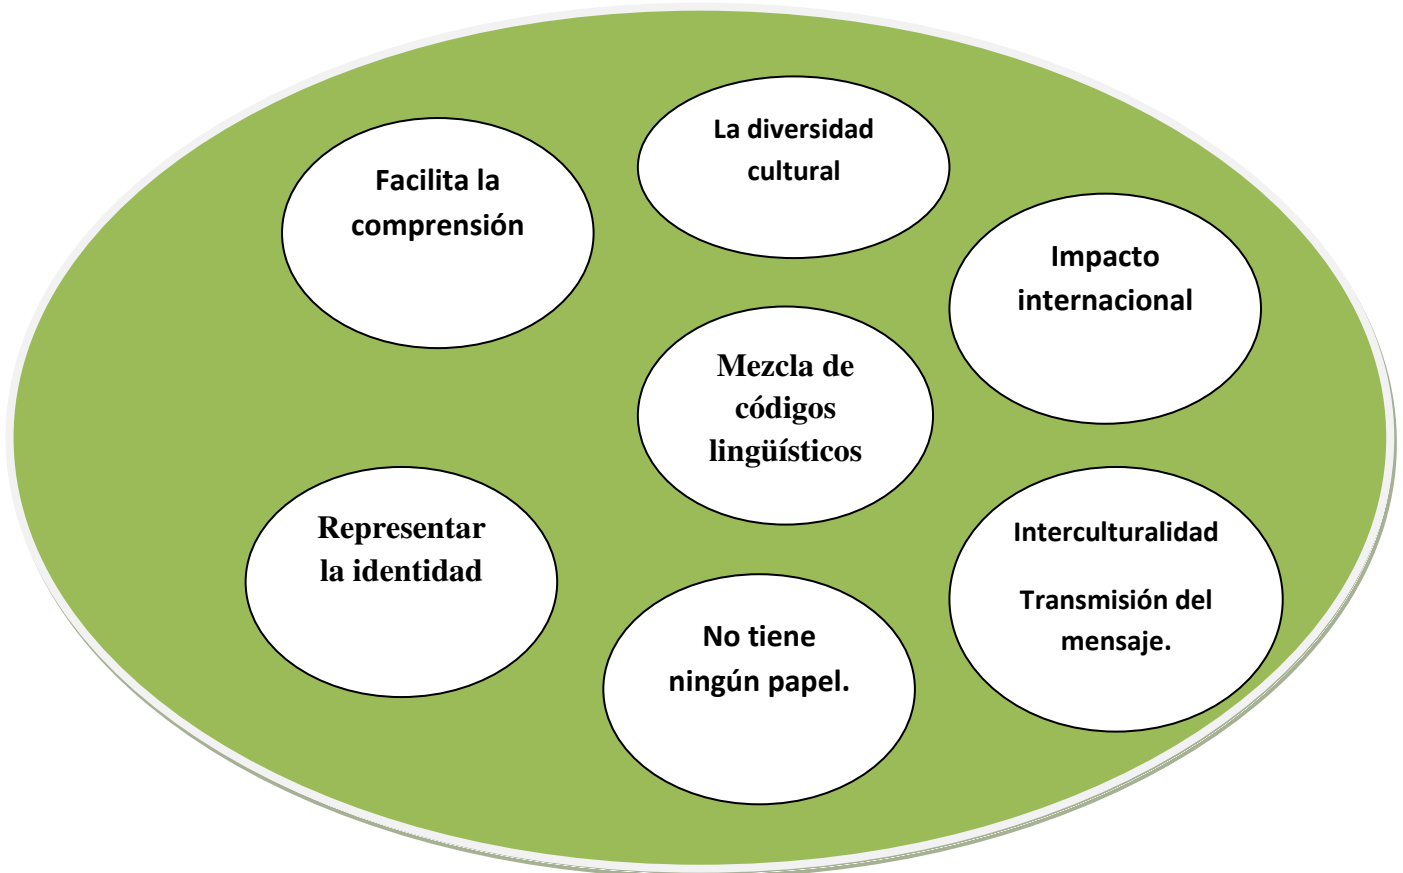 La diversidad
cultural
Facilita la
comprensión
Impacto
internacional
Mezcla de
códigos
lingüísticos
Representar
la identidad
Interculturalidad
Transmisión del
mensaje.
No tiene
ningún papel.